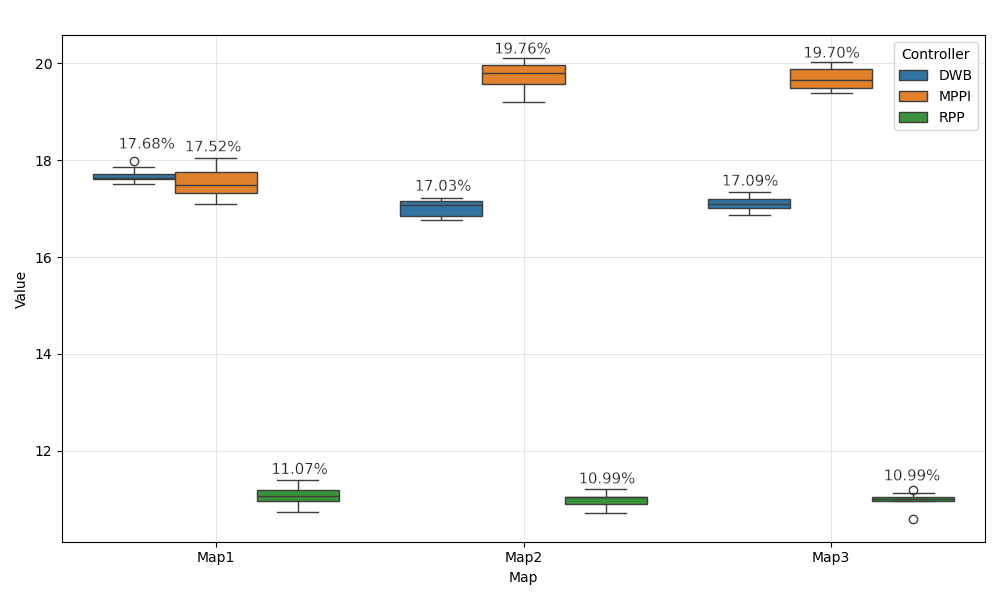 19.76%
19.70%
Controller
DWB
MPPI
RPP
20
18
16
14
12
17.68%
17.52%
17.03%
17.09%
11.07%
10.99%
10.99%
Value
Map1
Map2
Map3
Map